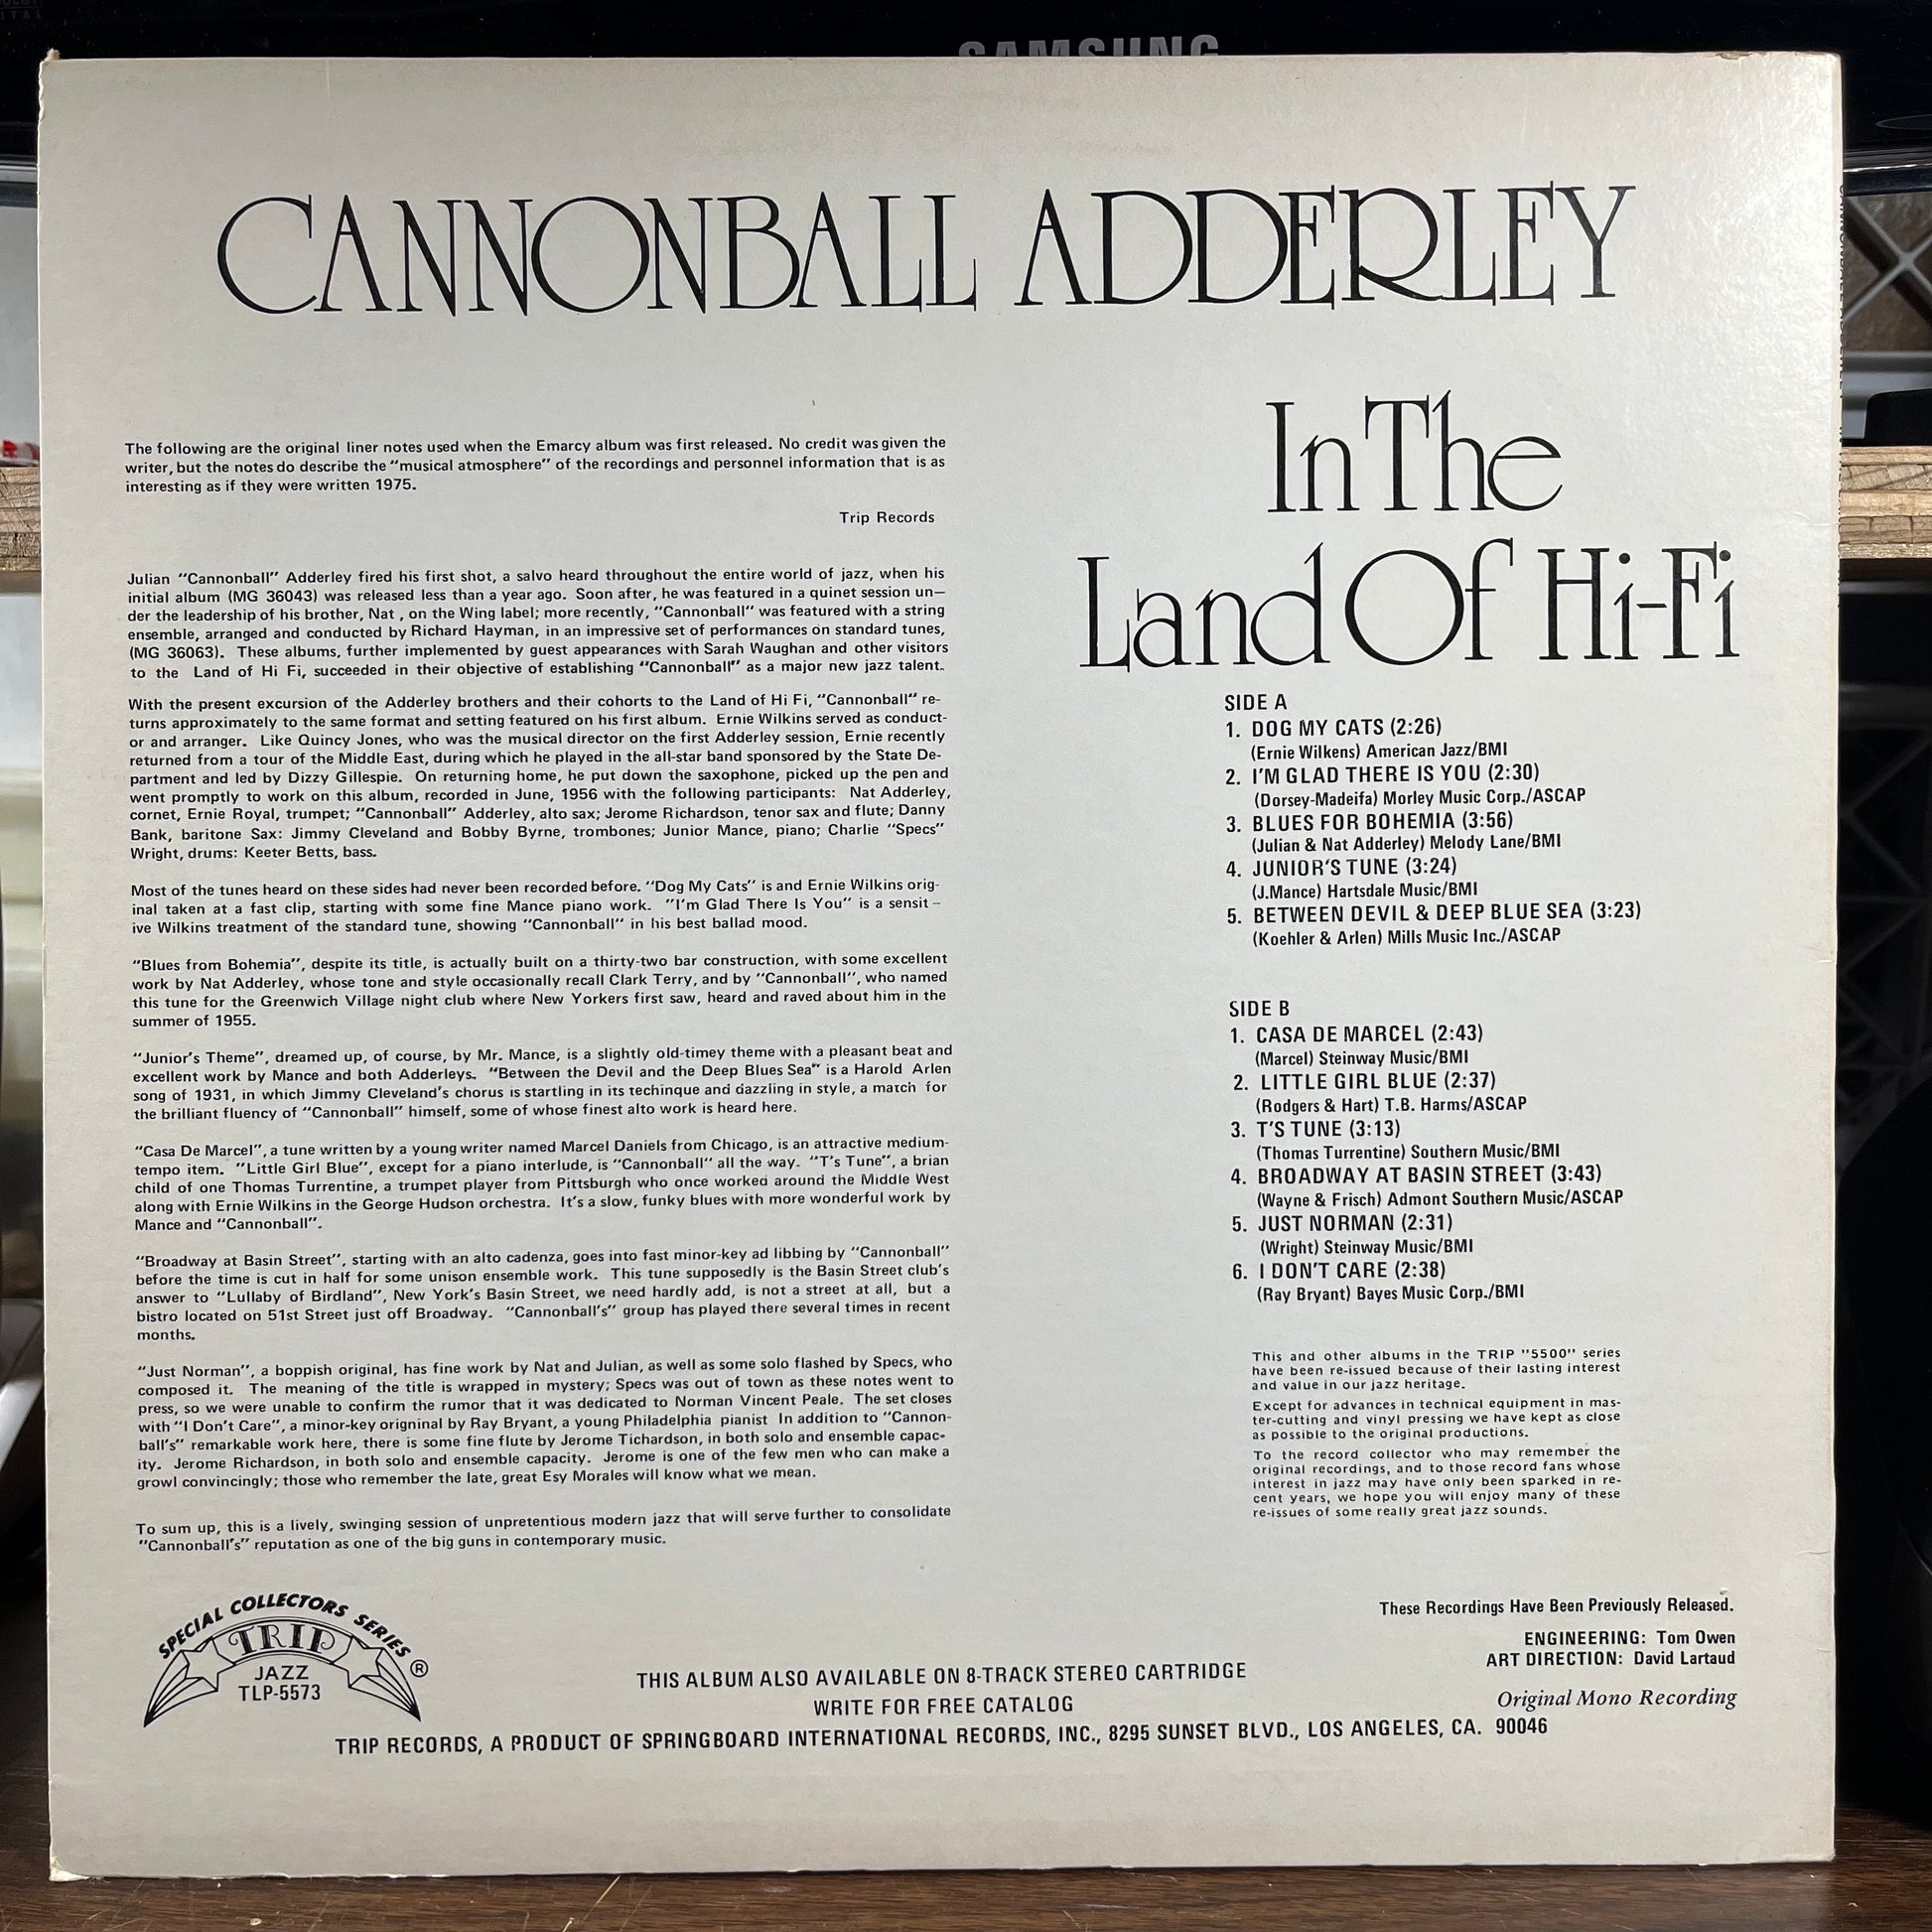 SAMSUNG
CANNONBALL ADDERLEY
In The
Land Of Hi-Fi
The following are the original liner notes used when the Emarcy album was first released. No credit was given the
writer, but the notes do describe the "musical atmosphere" of the recordings and personnel information that is as
interesting as if they were written 1975.
Trip Records
Julian "Cannonball" Adderley fired his first shot, a salvo heard throughout the entire world of jazz, when his
initial album (MG 36043) was released less than a year ago. Soon after, he was featured in a quinet session un—
der the leadership of his brother, Nat , on the Wing label; more recently, "Cannonball" was featured with a string
ensemble, arranged and conducted by Richard Hayman, in an impressive set of performances on standard tunes,
(MG 36063). These albums, further implemented by guest appearances with Sarah Waughan and other visitors
to the Land of Hi Fi, succeeded in their objective of establishing "Cannonball" as a major new jazz talent.
With the present excursion of the Adderley brothers and their cohorts to the Land of Hi Fi, "Cannonball" re-
turns approximately to the same format and setting featured on his first album. Ernie Wilkins served as conduct-
or and arranger. Like Quincy Jones, who was the musical director on the first Adderley session, Ernie recently
returned from a tour of the Middle East, during which he played in the all-star band sponsored by the State De-
partment and led by Dizzy Gillespie. On returning home, he put down the saxophone, picked up the pen and
went promptly to work on this album, recorded in June, 1956 with the following participants: Nat Adderley,
cornet, Ernie Royal, trumpet; "Cannonball" Adderley, alto sax; Jerome Richardson, tenor sax and flute; Danny
Bank, baritone Sax: Jimmy Cleveland and Bobby Byrne, trombones; Junior Mance, piano; Charlie "Specs"
Wright, drums: Keeter Betts, bass.
Most of the tunes heard on these sides had never been recorded before. "Dog My Cats" is and Ernie Wilkins orig-
inal taken at a fast clip, starting with some fine Mance piano work. "I'm Glad There Is You" is a sensit –
ive Wilkins treatment of the standard tune, showing "Cannonball" in his best ballad mood.
"Blues from Bohemia", despite its title, is actually built on a thirty-two bar construction, with some excellent
work by Nat Adderley, whose tone and style occasionally recall Clark Terry, and by "Cannonball", who named
this tune for the Greenwich Village night club where New Yorkers first saw, heard and raved about him in the
summer of 1955.
"Junior's Theme", dreamed up, of course, by Mr. Mance, is a slightly old-timey theme with a pleasant beat and
excellent work by Mance and both Adderleys. "Between the Devil and the Deep Blues Sea" is a Harold Arlen
song of 1931, in which Jimmy Cleveland's chorus is startling in its techinque and dazzling in style, a match for
the brilliant fluency of "Cannonball" himself, some of whose finest alto work is heard here.
"Casa De Marcel", a tune written by a young writer named Marcel Daniels from Chicago, is an attractive medium-
tempo item. "Little Girl Blue", except for a piano interlude, is "Cannonball" all the way. "T's Tune", a brian
child of one Thomas Turrentine, a trumpet player from Pittsburgh who once worked around the Middle West
along with Ernie Wilkins in the George Hudson orchestra. It's a slow, funky blues with more wonderful work by
Mance and "Cannonball".
"Broadway at Basin Street", starting with an alto cadenza, goes into fast minor-key ad libbing by "Cannonball"
before the time is cut in half for some unison ensemble work. This tune supposedly is the Basin Street club's
answer to "Lullaby of Birdland", New York's Basin Street, we need hardly add, is not a street at all, but a
bistro located on 51st Street just off Broadway. "Cannonball's" group has played there several times in recent
months.
"Just Norman", a boppish original, has fine work by Nat and Julian, as well as some solo flashed by Specs, who
composed it. The meaning of the title is wrapped in mystery; Specs was out of town as these notes went to
press, so we were unable to confirm the rumor that it was dedicated to Norman Vincent Peale. The set closes
with "I Don't Care", a minor-key origninal by Ray Bryant, a young Philadelphia pianist In addition to "Cannon-
ball's" remarkable work here, there is some fine flute by Jerome Tichardson, in both solo and ensemble capac-
ity. Jerome Richardson, in both solo and ensemble capacity. Jerome is one of the few men who can make a
growl convincingly; those who remember the late, great Esy Morales will know what we mean.
To sum up, this is a lively, swinging session of unpretentious modern jazz that will serve further to consolidate
"Cannonball's" reputation as one of the big guns in contemporary music.
SIDE A
1. DOG MY CATS (2:26)
(Ernie Wilkens) American Jazz/BMI
2. I'M GLAD THERE IS YOU (2:30)
(Dorsey-Madeifa) Morley Music Corp./ASCAP
3. BLUES FOR BOHEMIA (3:56)
(Julian & Nat Adderley) Melody Lane/BMI
4. JUNIOR'S TUNE (3:24)
(J.Mance) Hartsdale Music/BMI
5. BETWEEN DEVIL & DEEP BLUE SEA (3:23)
(Koehler & Arlen) Mills Music Inc./ASCAP
SIDE B
1. CASA DE MARCEL (2:43)
(Marcel) Steinway Music/BMI
2. LITTLE GIRL BLUE (2:37)
(Rodgers & Hart) T.B. Harms/ASCAP
3. T'S TUNE (3:13)
(Thomas Turrentine) Southern Music/BMI
4. BROADWAY AT BASIN STREET (3:43)
(Wayne & Frisch) Admont Southern Music/ASCAP
5. JUST NORMAN (2:31)
(Wright) Steinway Music/BMI
6. I DON'T CARE (2:38)
(Ray Bryant) Bayes Music Corp./BMI
This and other albums in the TRIP "5500" series
have been re-issued because of their lasting interest
and value in our jazz heritage.
Except for advances in technical equipment in mas-
ter-cutting and vinyl pressing we have kept as close
as possible to the original productions.
To the record collector who may remember the
original recordings, and to those record fans whose
interest in jazz may have only been sparked in re-
cent years, we hope you will enjoy many of these
re-issues of some really great jazz sounds.
These Recordings Have Been Previously Released.
ENGINEERING: Tom Owen
ART DIRECTION: David Lartaud
Original Mono Recording
SPECIAL COLLECTORS SERIES
TRIP
®
JAZZ
TLP-5573
THIS ALBUM ALSO AVAILABLE ON 8-TRACK STEREO CARTRIDGE
WRITE FOR FREE CATALOG
TRIP RECORDS, A PRODUCT OF SPRINGBOARD INTERNATIONAL RECORDS, INC., 8295 SUNSET BLVD., LOS ANGELES, CA. 90046